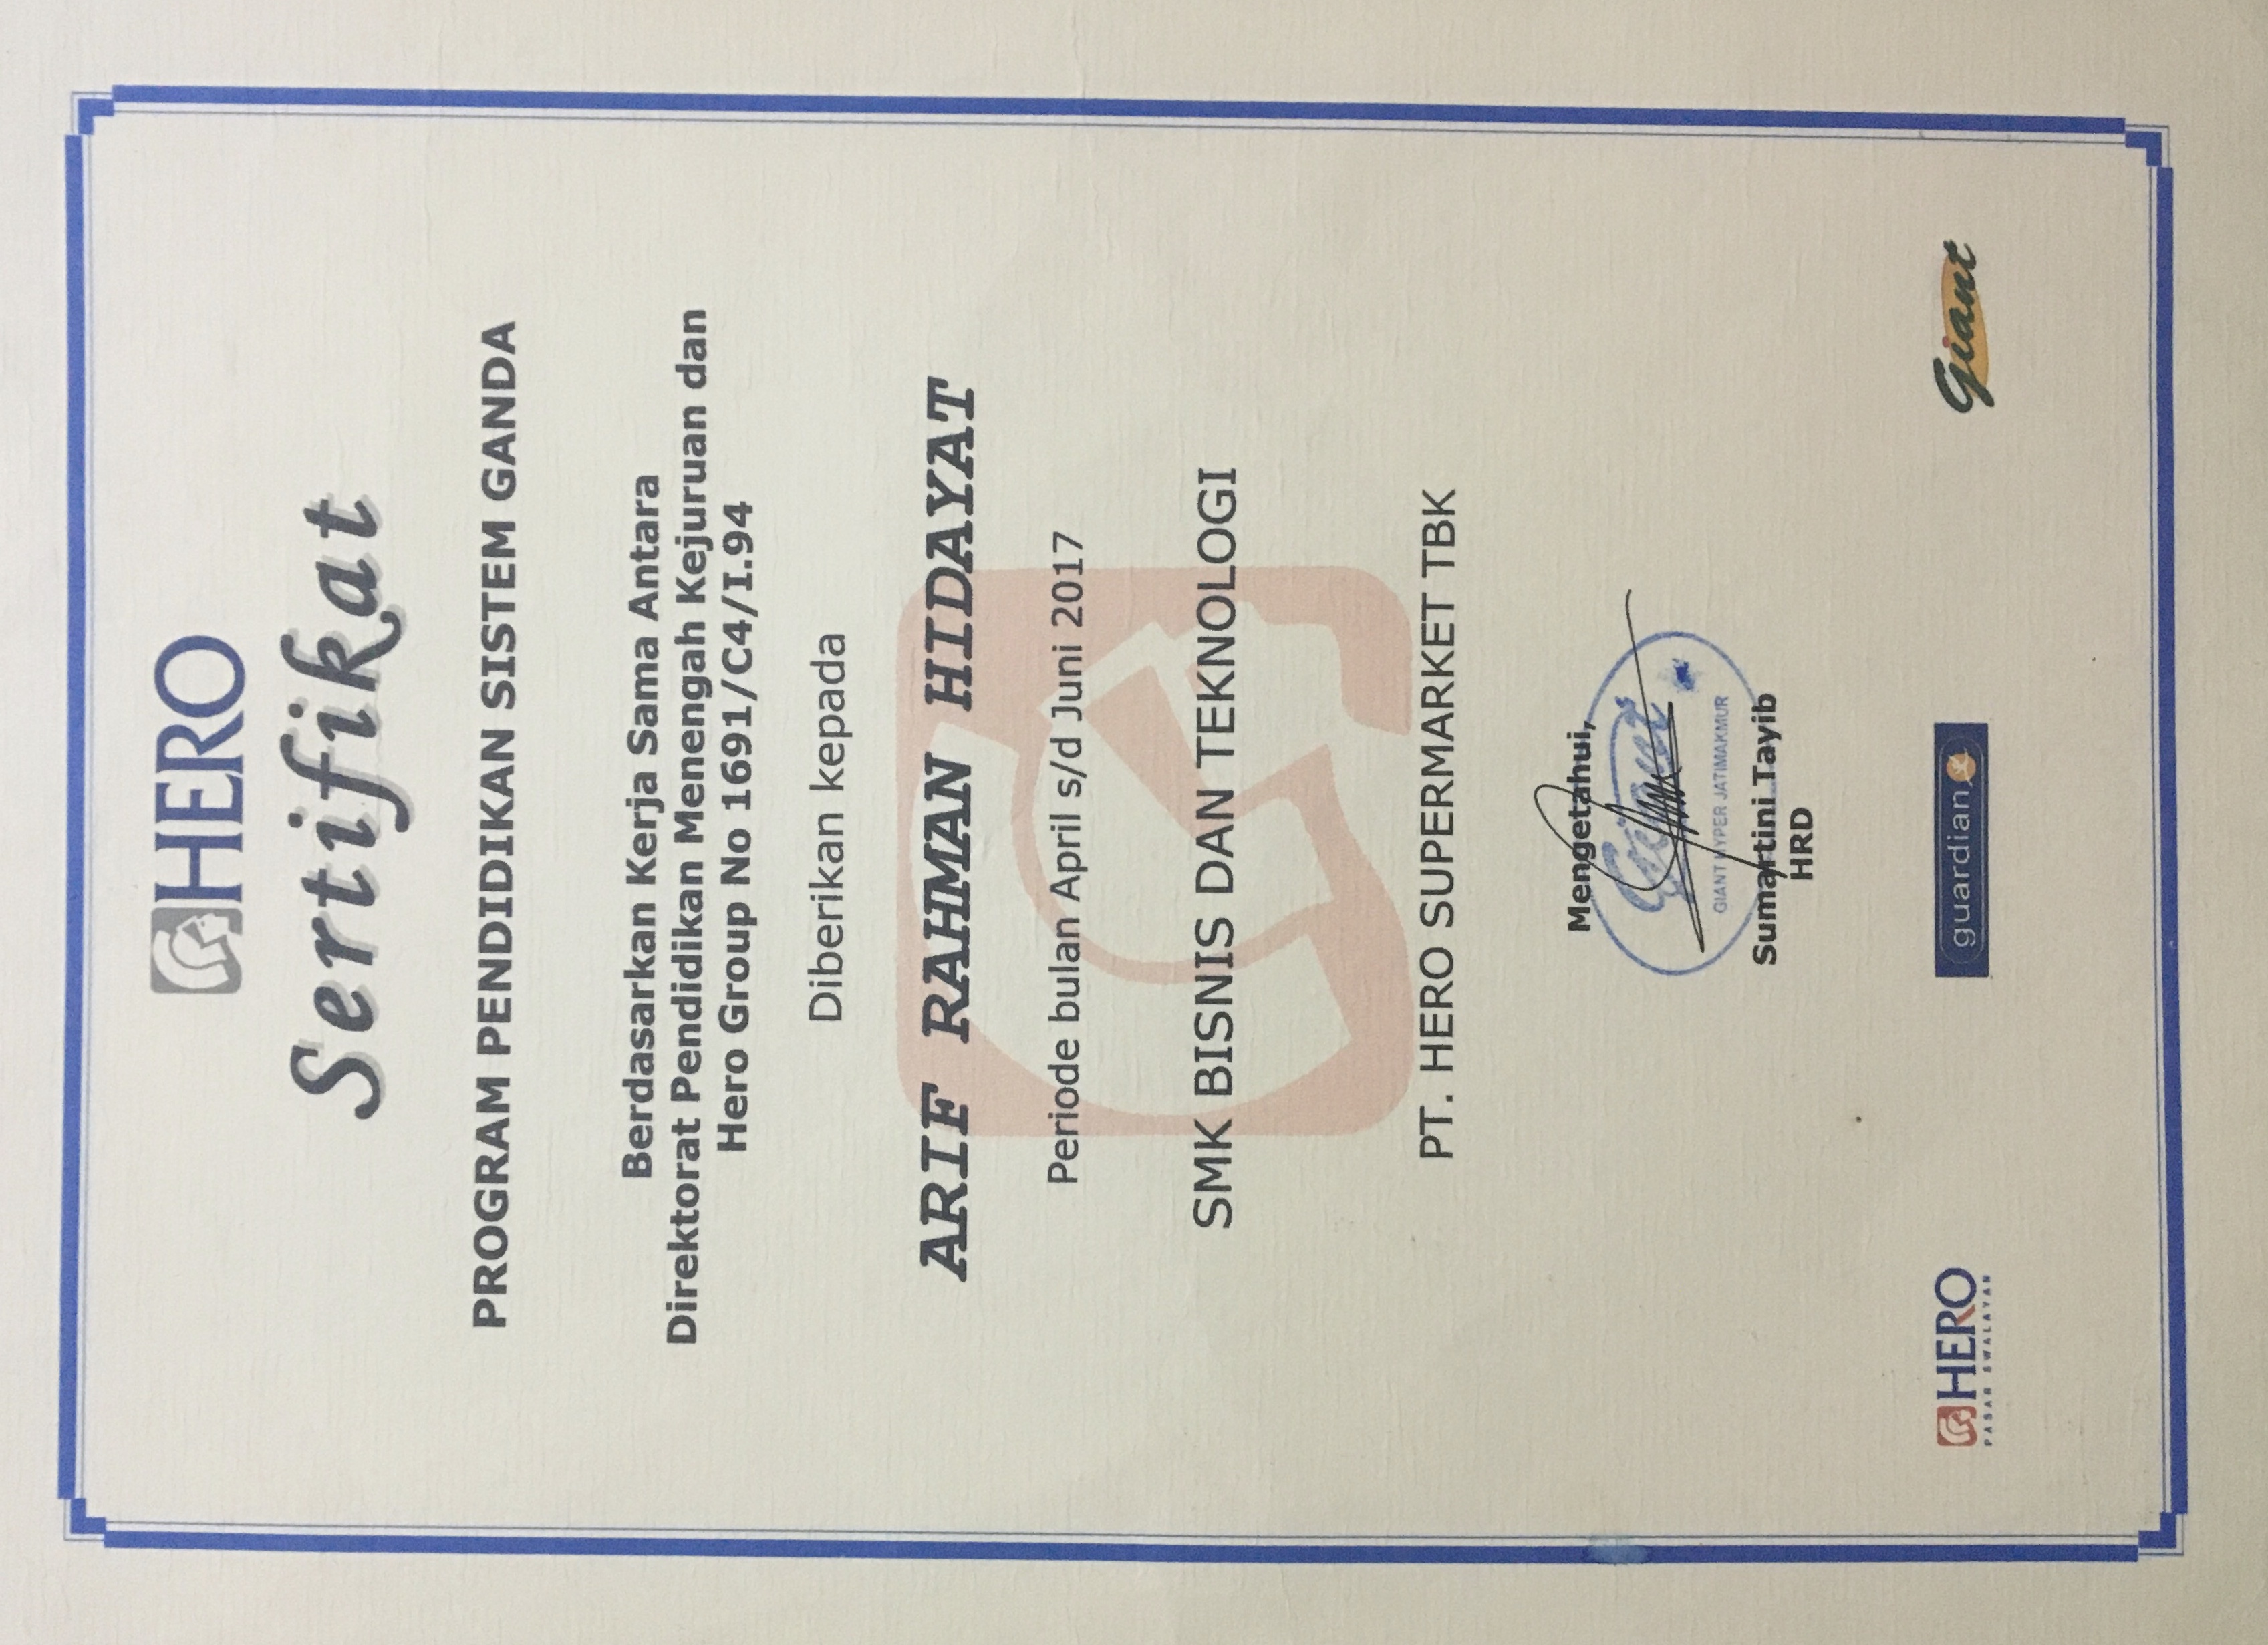 HERO
Sertifikat
PROGRAM PENDIDIKAN SISTEM GANDA
Berdasarkan Kerja Sama Antara
Direktorat Pendidikan Menengah Kejuruan dan
Hero Group No 1691/C4/I.94
Diberikan kepada
ARIF RAHMAN HIDAYAT
Periode bulan April s/d Juni 2017
SMK BISNIS DAN TEKNOLOGI
PT. HERO SUPERMARKET TBK
Mengetahui,
Giant
GIANT HYPER JATIMAKMUR
Sumartini Tayib
HRD
HERO
PASAR SWALAYAN
guardian
Giant